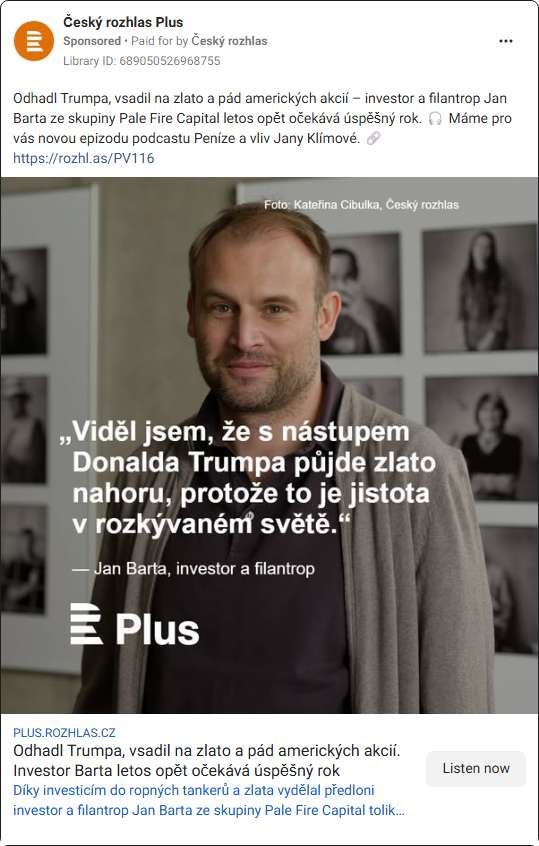 Český rozhlas Plus
Sponsored • Paid for by Český rozhlas
Library ID: 689050526968755
Odhadl Trumpa, vsadil na zlato a pád amerických akcií – investor a filantrop Jan
Barta ze skupiny Pale Fire Capital letos opět očekává úspěšný rok. 🎧 Máme pro
vás novou epizodu podcastu Peníze a vliv Jany Klímové. 🔗
https://rozhl.as/PV116
Foto: Kateřina Cibulka, Český rozhlas
„Viděl jsem, že s nástupem
Donalda Trumpa půjde zlato
nahoru, protože to je jistota
v rozkývaném světě.“
— Jan Barta, investor a filantrop
Plus
PLUS.ROZHLAS.CZ
Odhadl Trumpa, vsadil na zlato a pád amerických akcií.
Investor Barta letos opět očekává úspěšný rok
Díky investicím do ropných tankerů a zlata vydělal předloni
investor a filantrop Jan Barta ze skupiny Pale Fire Capital tolik…
Listen now